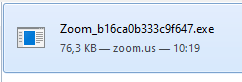 Zoom_b16ca0b333c9f647.exe
76,3 KB — zoom.us — 10:19